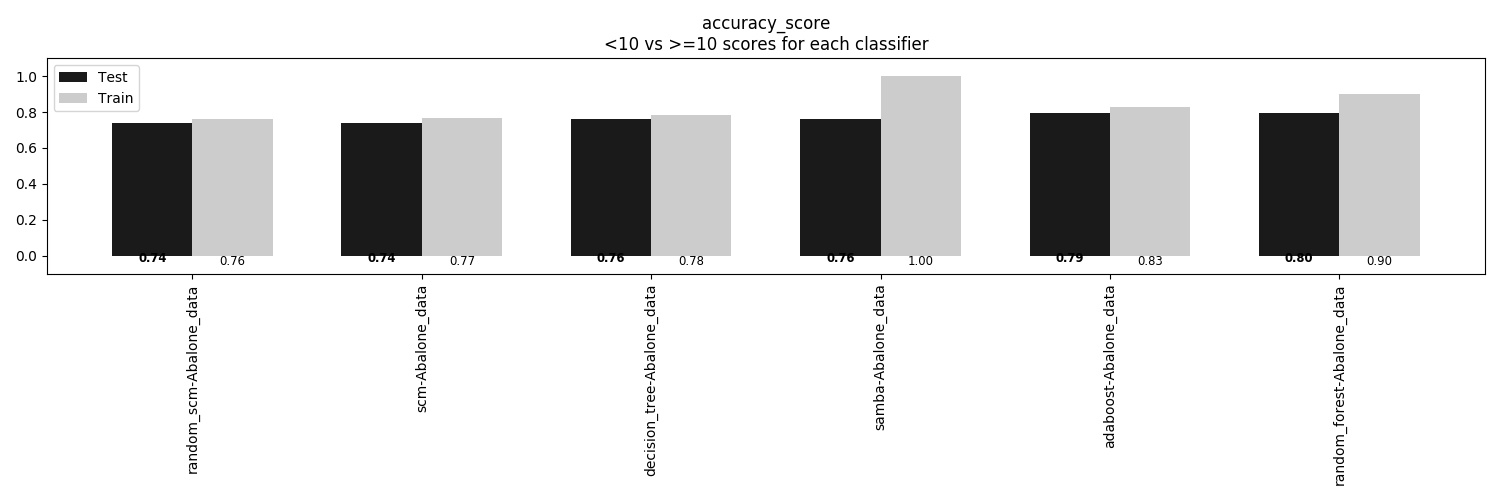 accuracy_score
<10 vs >=10 scores for each classifier
Test
Train
1.0
0.8
0.6
0.4
0.2
0.0
0.74
0.76
0.74
0.77
0.76
0.78
0.76
1.00
0.79
0.83
0.80
0.90
random_scm-Abalone_data
scm-Abalone_data
decision_tree-Abalone_data
samba-Abalone_data
adaboost-Abalone_data
random_forest-Abalone_data